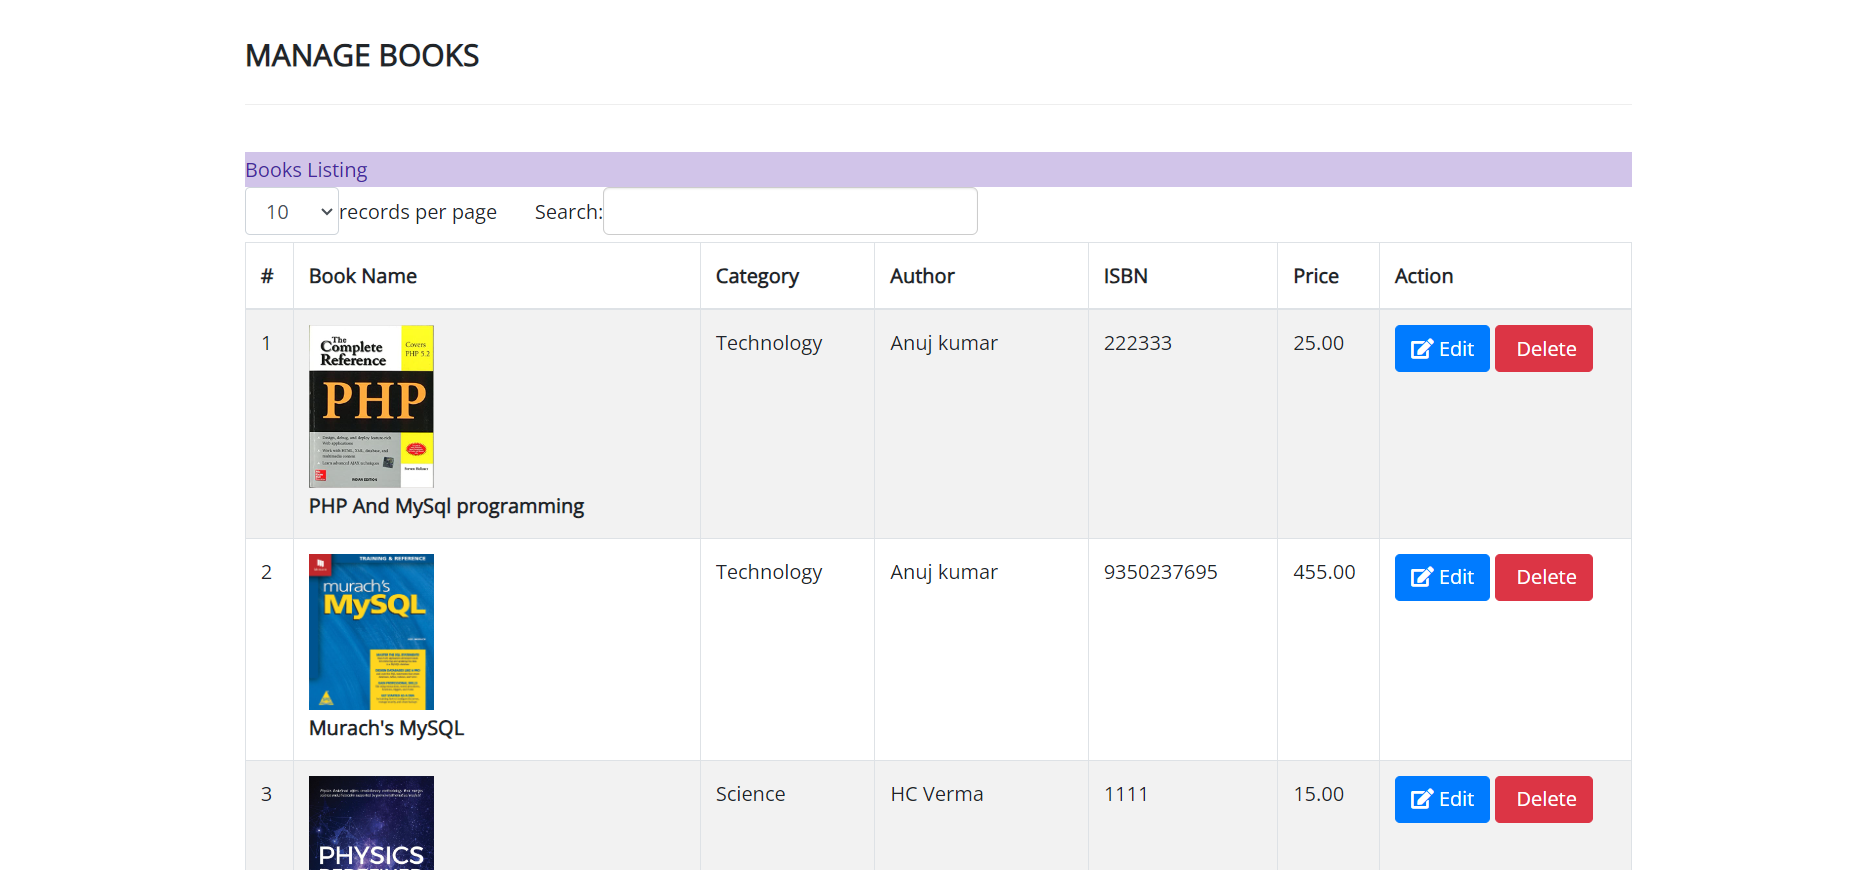 MANAGE BOOKS
Books Listing
10 records per page Search:
# Book Name Category Author ISBN Price Action
1 Technology Anuj kumar 222333 25.00 Edit Delete
The
Complete
Reference
Covers
PHP 5.2
PHP
INDIAN EDITION
PHP And MySql programming
2 Technology Anuj kumar 9350237695 455.00 Edit Delete
TRAINING & REFERENCE
murach's
MySQL
Murach's MySQL
3 Science HC Verma 1111 15.00 Edit Delete
PHYSICS